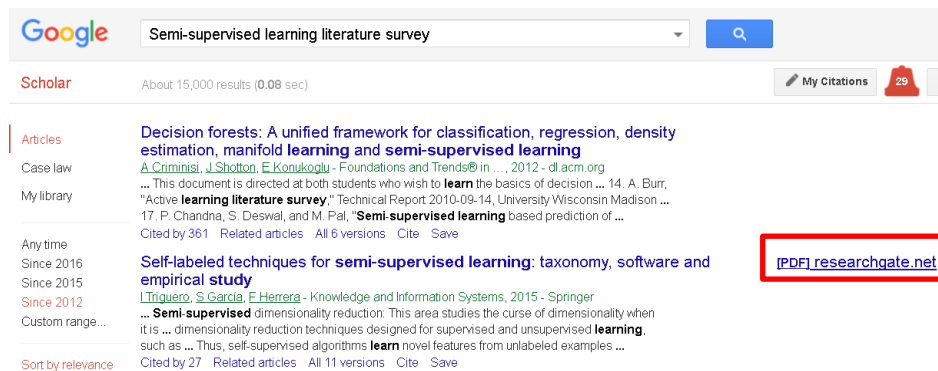 Google
Semi-supervised learning literature survey
Scholar
About 15,000 results (0.08 sec)
My Citations
29
Articles
Case law
My library
Any time
Since 2016
Since 2015
Since 2012
Custom range...
Sort by relevance
Decision forests: A unified framework for classification, regression, density
estimation, manifold learning and semi-supervised learning
A Criminisi, J Shotton, E Konukoglu - Foundations and Trends® in ..., 2012 - dl.acm.org
... This document is directed at both students who wish to learn the basics of decision ... 14. A. Burr,
"Active learning literature survey," Technical Report 2010-09-14, University Wisconsin Madison ...
17. P. Chandna, S. Deswal, and M. Pal, "Semi-supervised learning based prediction of ...
Cited by 361 Related articles All 6 versions Cite Save
Self-labeled techniques for semi-supervised learning: taxonomy, software and
empirical study
I Triguero, S García, F Herrera - Knowledge and Information Systems, 2015 - Springer
... Semi-supervised dimensionality reduction: This area studies the curse of dimensionality when
it is ... dimensionality reduction techniques designed for supervised and unsupervised learning,
such as ... Thus, self-supervised algorithms learn novel features from unlabeled examples ...
Cited by 27 Related articles All 11 versions Cite Save
[PDF] researchgate.net